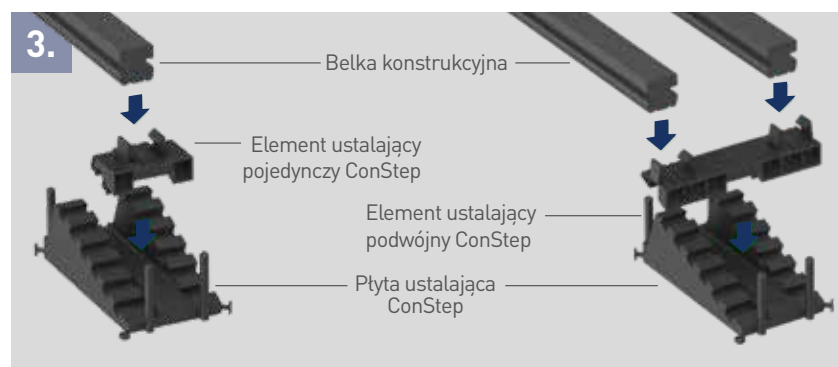 3.
Belka konstrukcyjna
Element ustalający
pojedynczy ConStep
Element ustalający
podwójny ConStep
Płyta ustalająca
ConStep